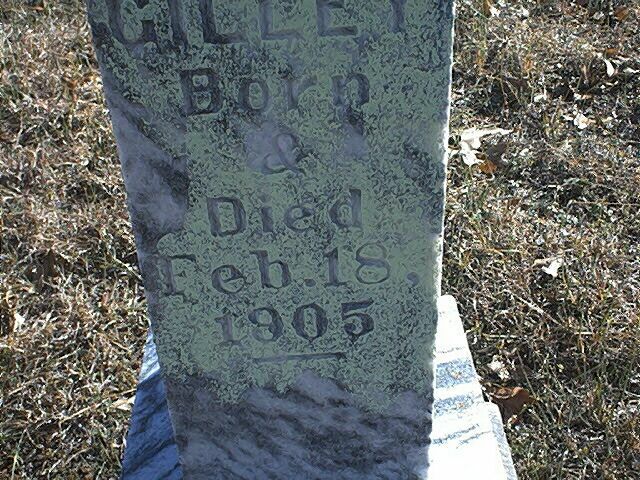 GILLEY
Born
&
Died
Feb. 18,
1905